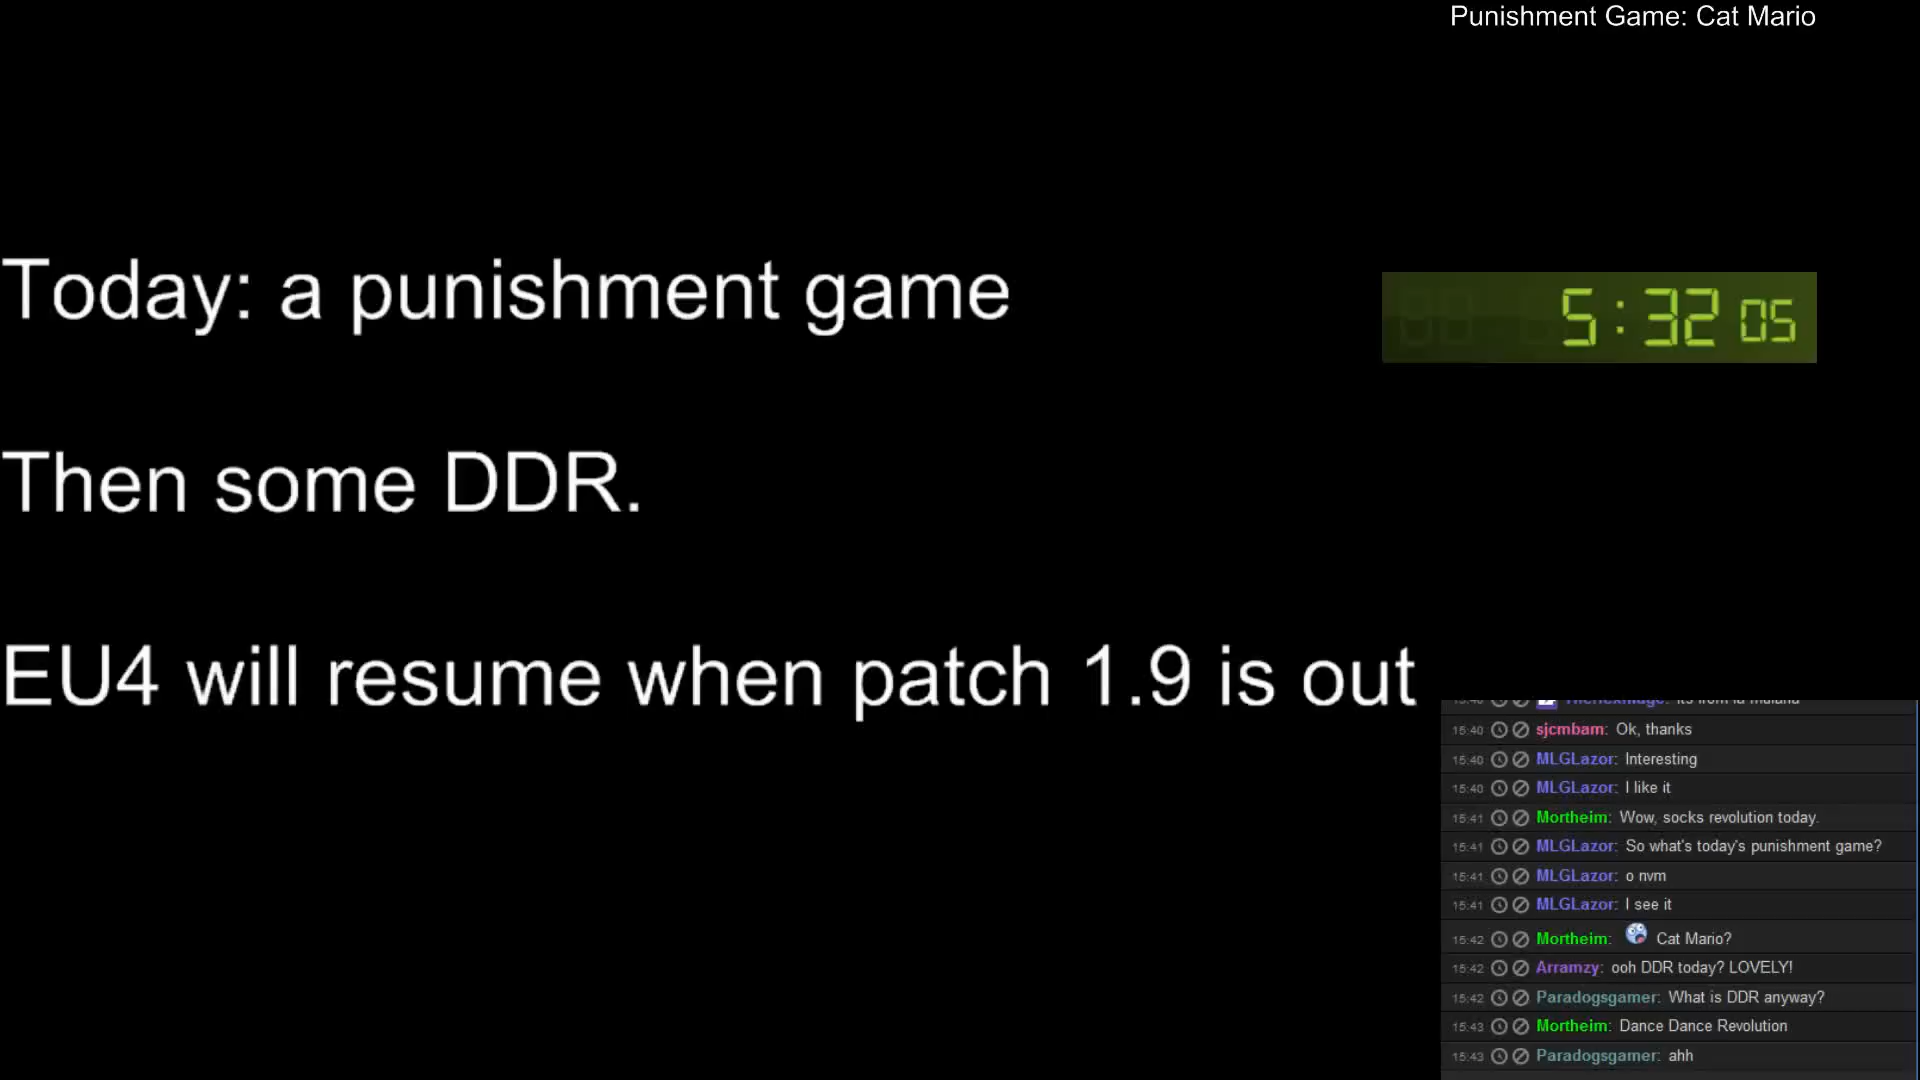 Punishment Game: Cat Mario
Today: a punishment game
5:32 05
Then some DDR.
EU4 will resume when patch 1.9 is out
15:40 sjcmbam: Ok, thanks
15:40 MLGLazor: Interesting
15:40 MLGLazor: I like it
15:41 Mortheim: Wow, socks revolution today.
15:41 MLGLazor: So what's today's punishment game?
15:41 MLGLazor: o nvm
15:41 MLGLazor: I see it
15:42 Mortheim: Cat Mario?
15:42 Arramzy: ooh DDR today? LOVELY!
15:42 Paradogsgamer: What is DDR anyway?
15:43 Mortheim: Dance Dance Revolution
15:43 Paradogsgamer: ahh